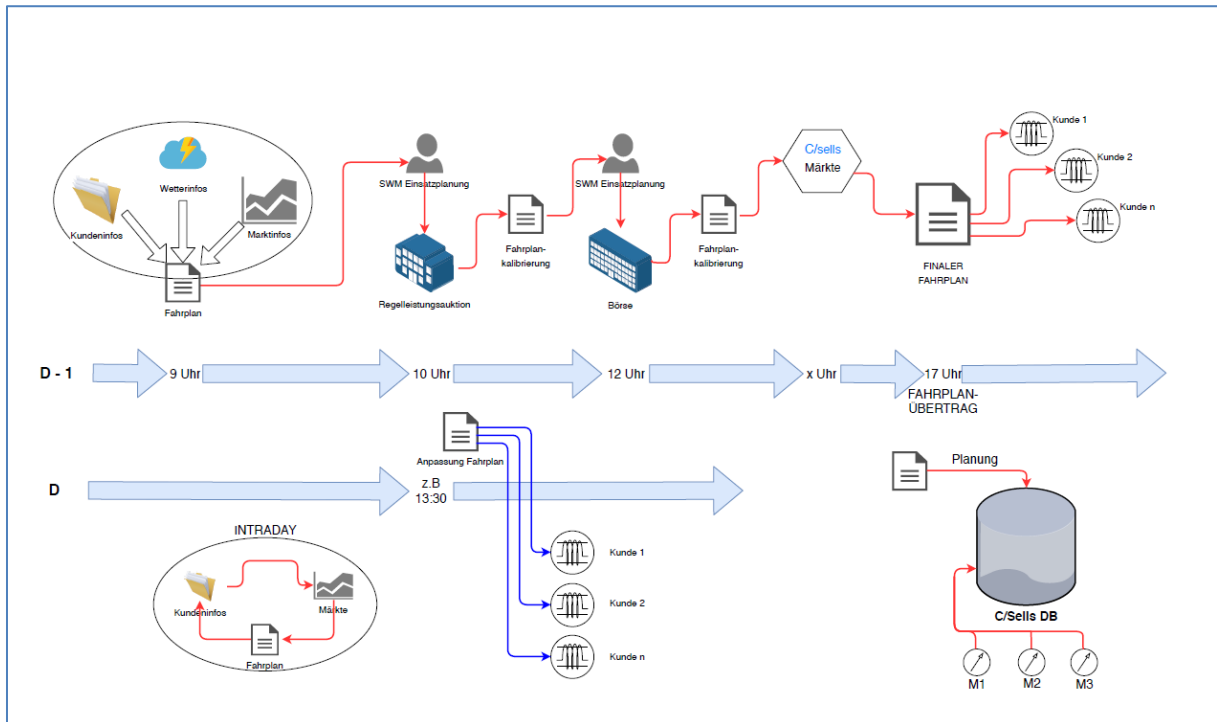 Kundeninfos
Wetterinfos
Marktinfos
Fahrplan
SWM Einsatzplanung
Regelleistungsauktion
Fahrplan-
kalibrierung
SWM Einsatzplanung
Börse
Fahrplan-
kalibrierung
C/sells
Märkte
FINALER
FAHRPLAN
Kunde 1
Kunde 2
Kunde n
D - 1
9 Uhr
10 Uhr
12 Uhr
x Uhr
17 Uhr
FAHRPLAN-
ÜBERTRAG
Anpassung Fahrplan
D
z.B
13:30
Kunde 1
Kunde 2
Kunde n
INTRADAY
Kundeninfos
Märkte
Fahrplan
Planung
C/Sells DB
M1
M2
M3